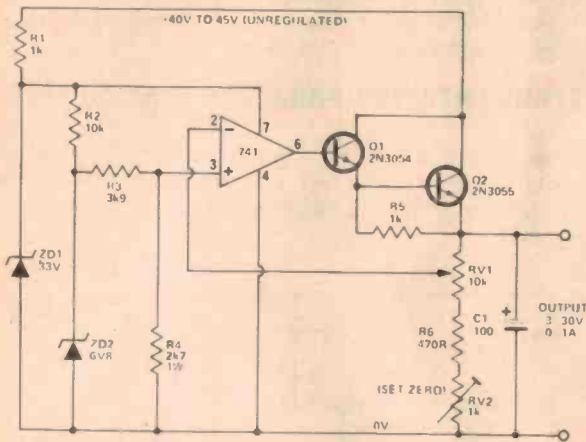 40V TO 45V (UNREGULATED)
R1
1k
R2
10k
R3
3k9
ZD1
33V
ZD2
6V8
R4
2k7
2
3
741
7
4
6
Q1
2N3054
Q2
2N3055
R5
1k
RV1
10k
R6
470R
C1
100
+
OUTPUT
3 30V
0 1A
(SET ZERO)
RV2
1k
0V